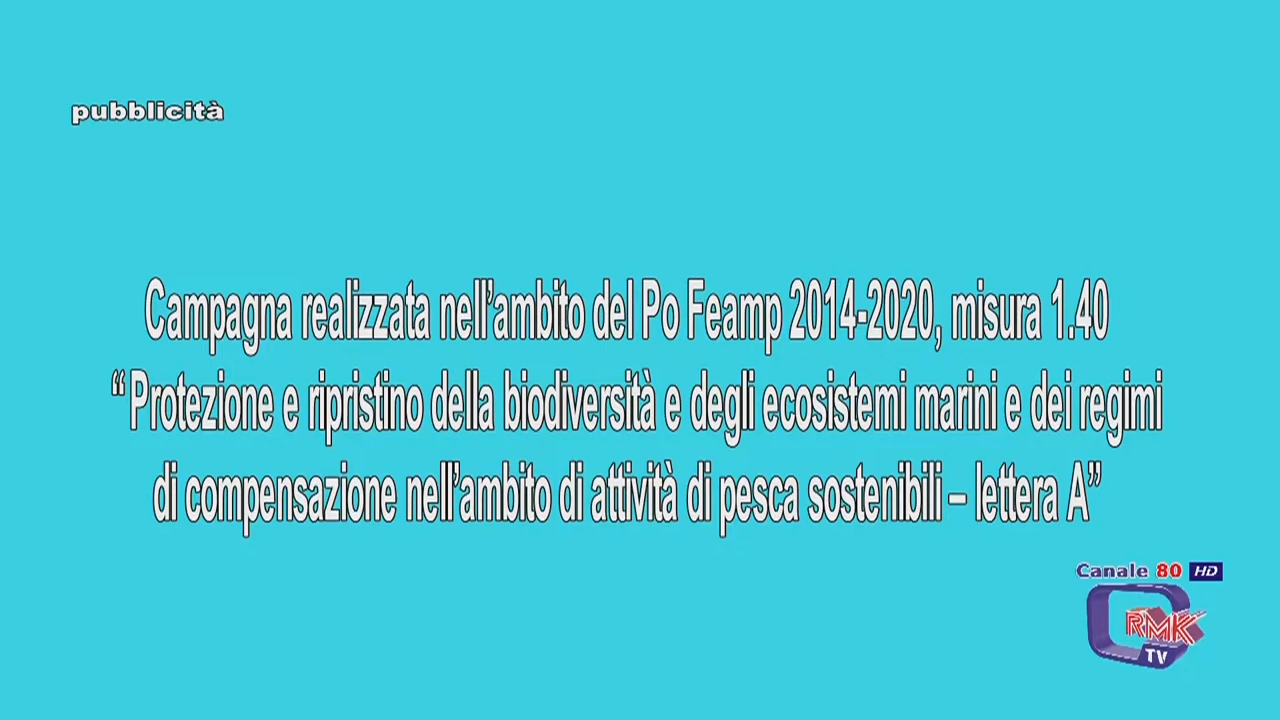 pubblicità
Campagna realizzata nell’ambito del Po Feamp 2014-2020, misura 1.40
“Protezione e ripristino della biodiversità e degli ecosistemi marini e dei regimi
di compensazione nell’ambito di attività di pesca sostenibili – lettera A”
Canale 80 HD
RMK
TV